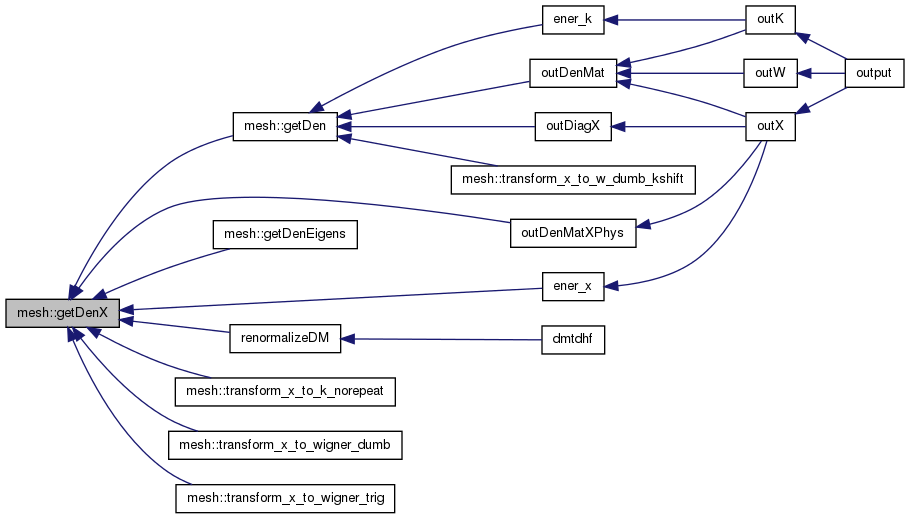 ener_k
outK
outDenMat
outW
output
mesh::getDen
outDiagX
outX
mesh::transform_x_to_w_dumb_kshift
mesh::getDenEigens
outDenMatXPhys
ener_x
mesh::getDenX
renormalizeDM
dmtdhf
mesh::transform_x_to_k_norepeat
mesh::transform_x_to_wigner_dumb
mesh::transform_x_to_wigner_trig